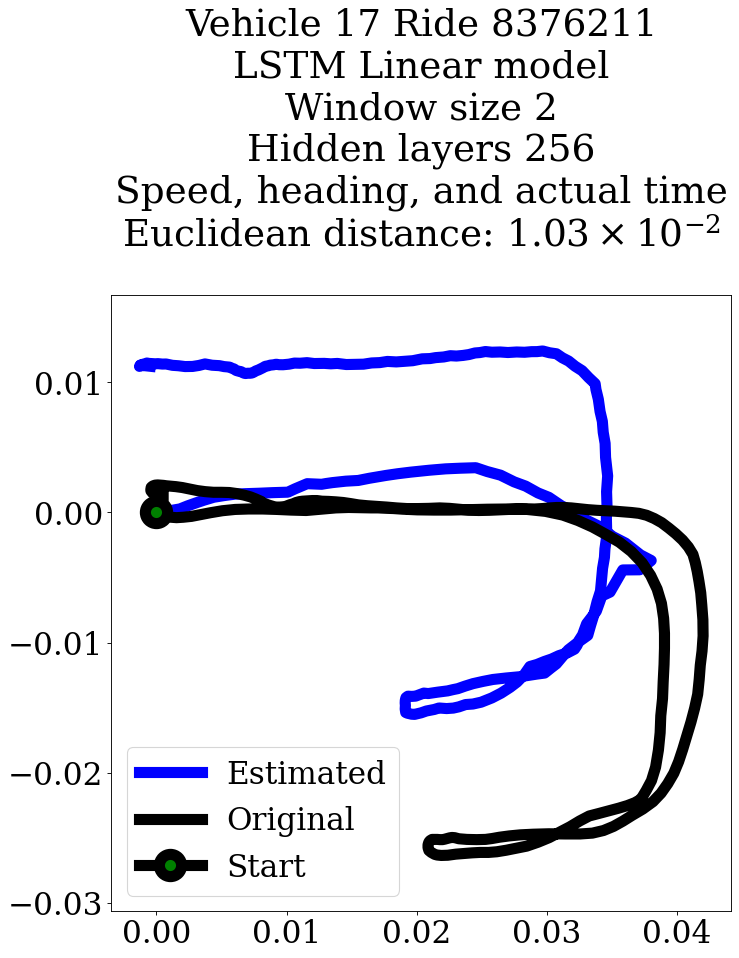 Vehicle 17 Ride 8376211
LSTM Linear model
Window size 2
Hidden layers 256
Speed, heading, and actual time
Euclidean distance: 1.03 × 10⁻²
0.01
0.00
−0.01
−0.02
−0.03
Estimated
Original
Start
0.00 0.01 0.02 0.03 0.04